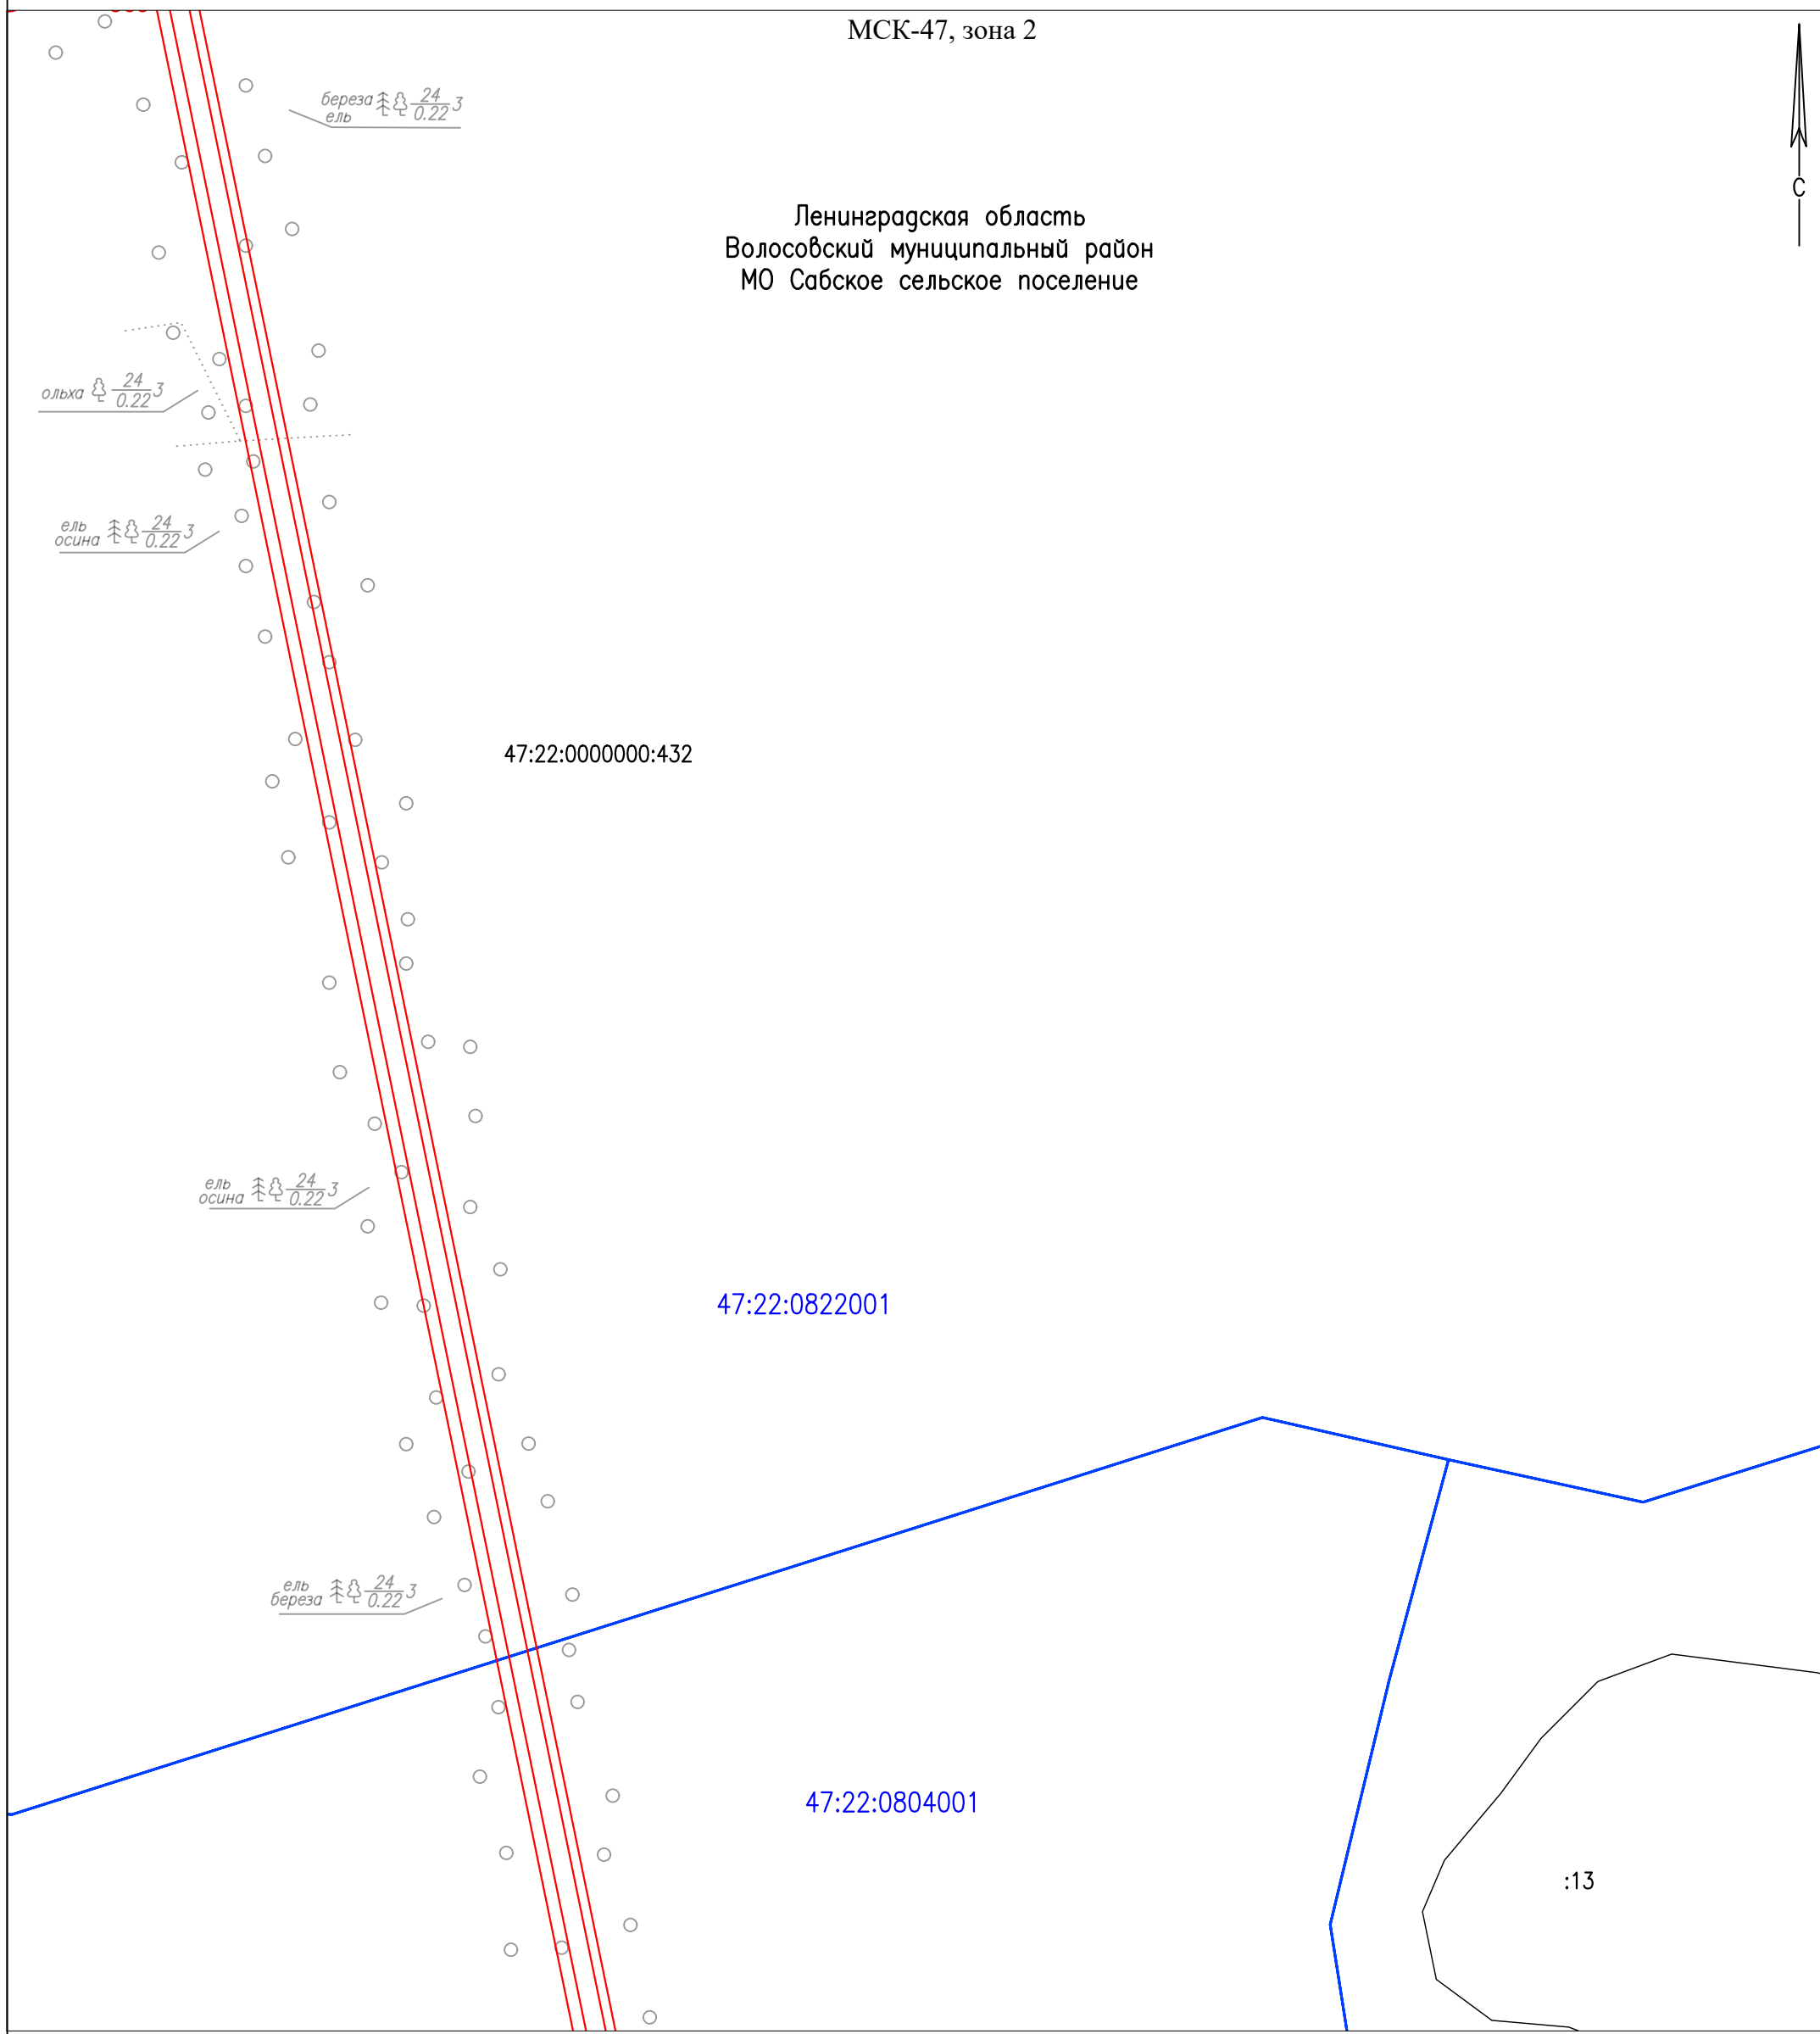 МСК-47, зона 2
береза 24 3
ель 0.22
С
Ленинградская область
Волосовский муниципальный район
МО Сабское сельское поселение
ольха 24 3
0.22
ель 24 3
осина 0.22
47:22:0000000:432
ель 24 3
осина 0.22
47:22:0822001
ель 24 3
береза 0.22
47:22:0804001
:13